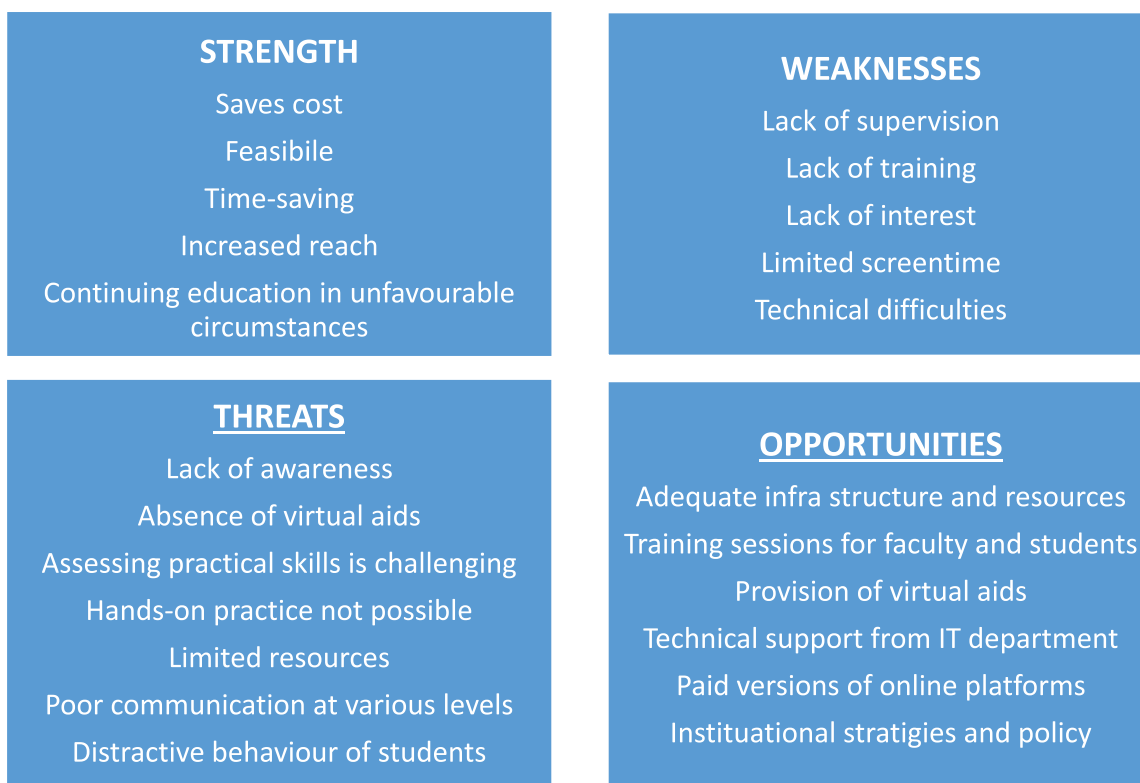 STRENGTH
Saves cost
Feasibile
Time-saving
Increased reach
Continuing education in unfavourable
circumstances
WEAKNESSES
Lack of supervision
Lack of training
Lack of interest
Limited screentime
Technical difficulties
THREATS
Lack of awareness
Absence of virtual aids
Assessing practical skills is challenging
Hands-on practice not possible
Limited resources
Poor communication at various levels
Distractive behaviour of students
OPPORTUNITIES
Adequate infra structure and resources
Training sessions for faculty and students
Provision of virtual aids
Technical support from IT department
Paid versions of online platforms
Instituational stratigies and policy